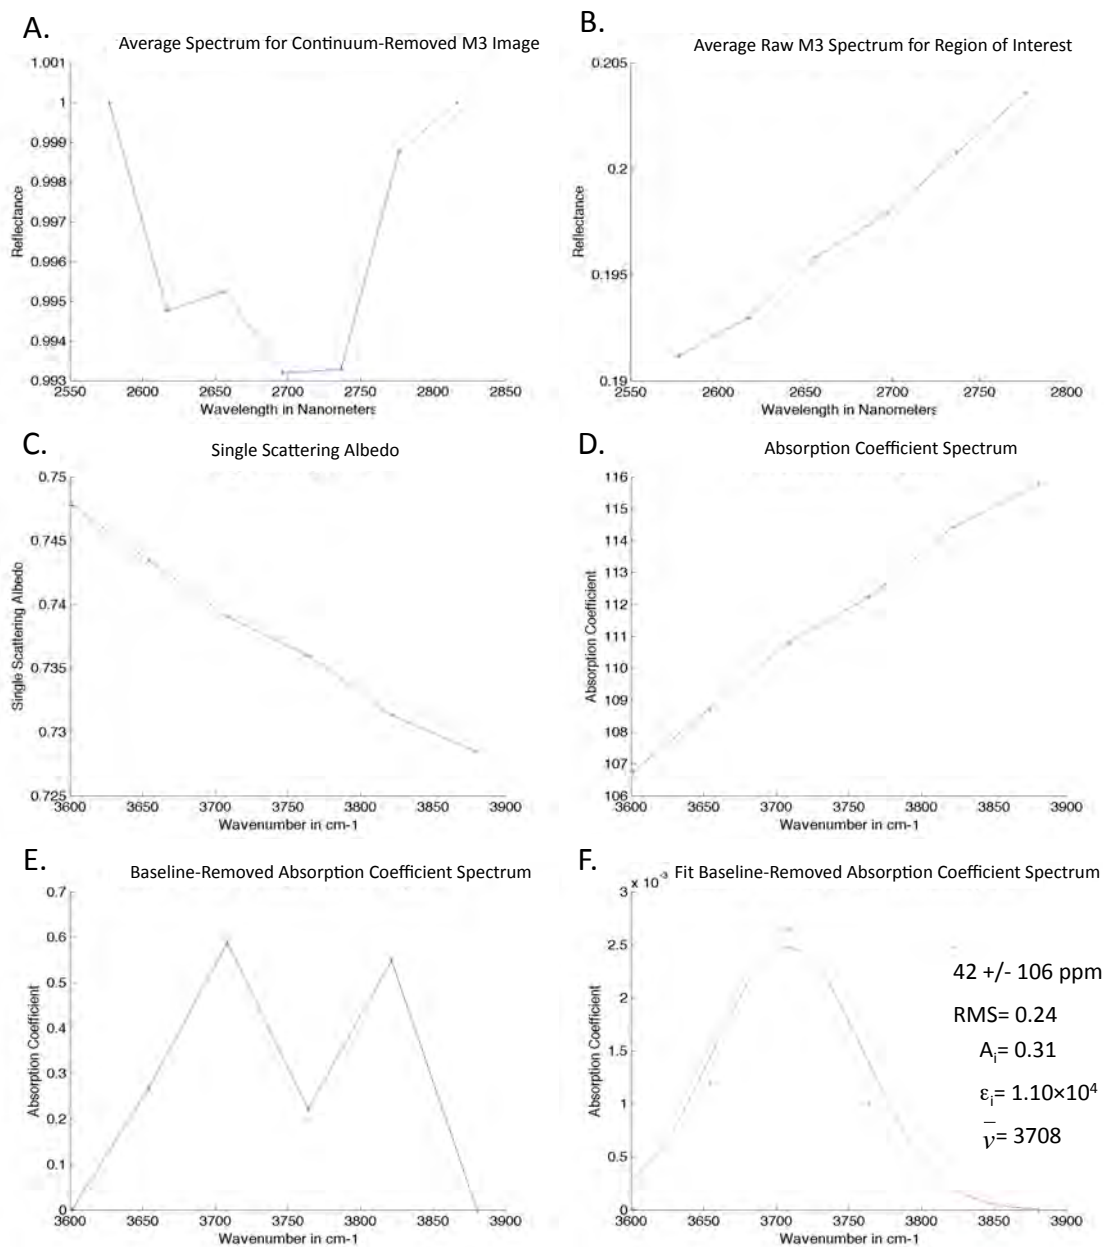 A.
Average Spectrum for Continuum-Removed M3 Image
1.001
1
0.999
0.998
0.997
0.996
0.995
0.994
0.993
Reflectance
2550 2600 2650 2700 2750 2800 2850
Wavelength in Nanometers
B.
Average Raw M3 Spectrum for Region of Interest
0.205
0.2
0.195
0.19
Reflectance
2550 2600 2650 2700 2750 2800
Wavelength in Nanometers
C.
Single Scattering Albedo
0.75
0.745
0.74
0.735
0.73
0.725
Single Scattering Albedo
3600 3650 3700 3750 3800 3850 3900
Wavenumber in cm-1
D.
Absorption Coefficient Spectrum
116
115
114
113
112
111
110
109
108
107
106
Absorption Coefficient
3600 3650 3700 3750 3800 3850 3900
Wavenumber in cm-1
E.
Baseline-Removed Absorption Coefficient Spectrum
0.7
0.6
0.5
0.4
0.3
0.2
0.1
0
Absorption Coefficient
3600 3650 3700 3750 3800 3850 3900
Wavenumber in cm-1
F.
Fit Baseline-Removed Absorption Coefficient Spectrum
x 10⁻³
3
2.5
2
1.5
1
0.5
0
Absorption Coefficient
3600 3650 3700 3750 3800 3850 3900
Wavenumber in cm-1
42 +/- 106 ppm
RMS= 0.24
Aᵢ= 0.31
εᵢ= 1.10×10⁴
ν̅= 3708